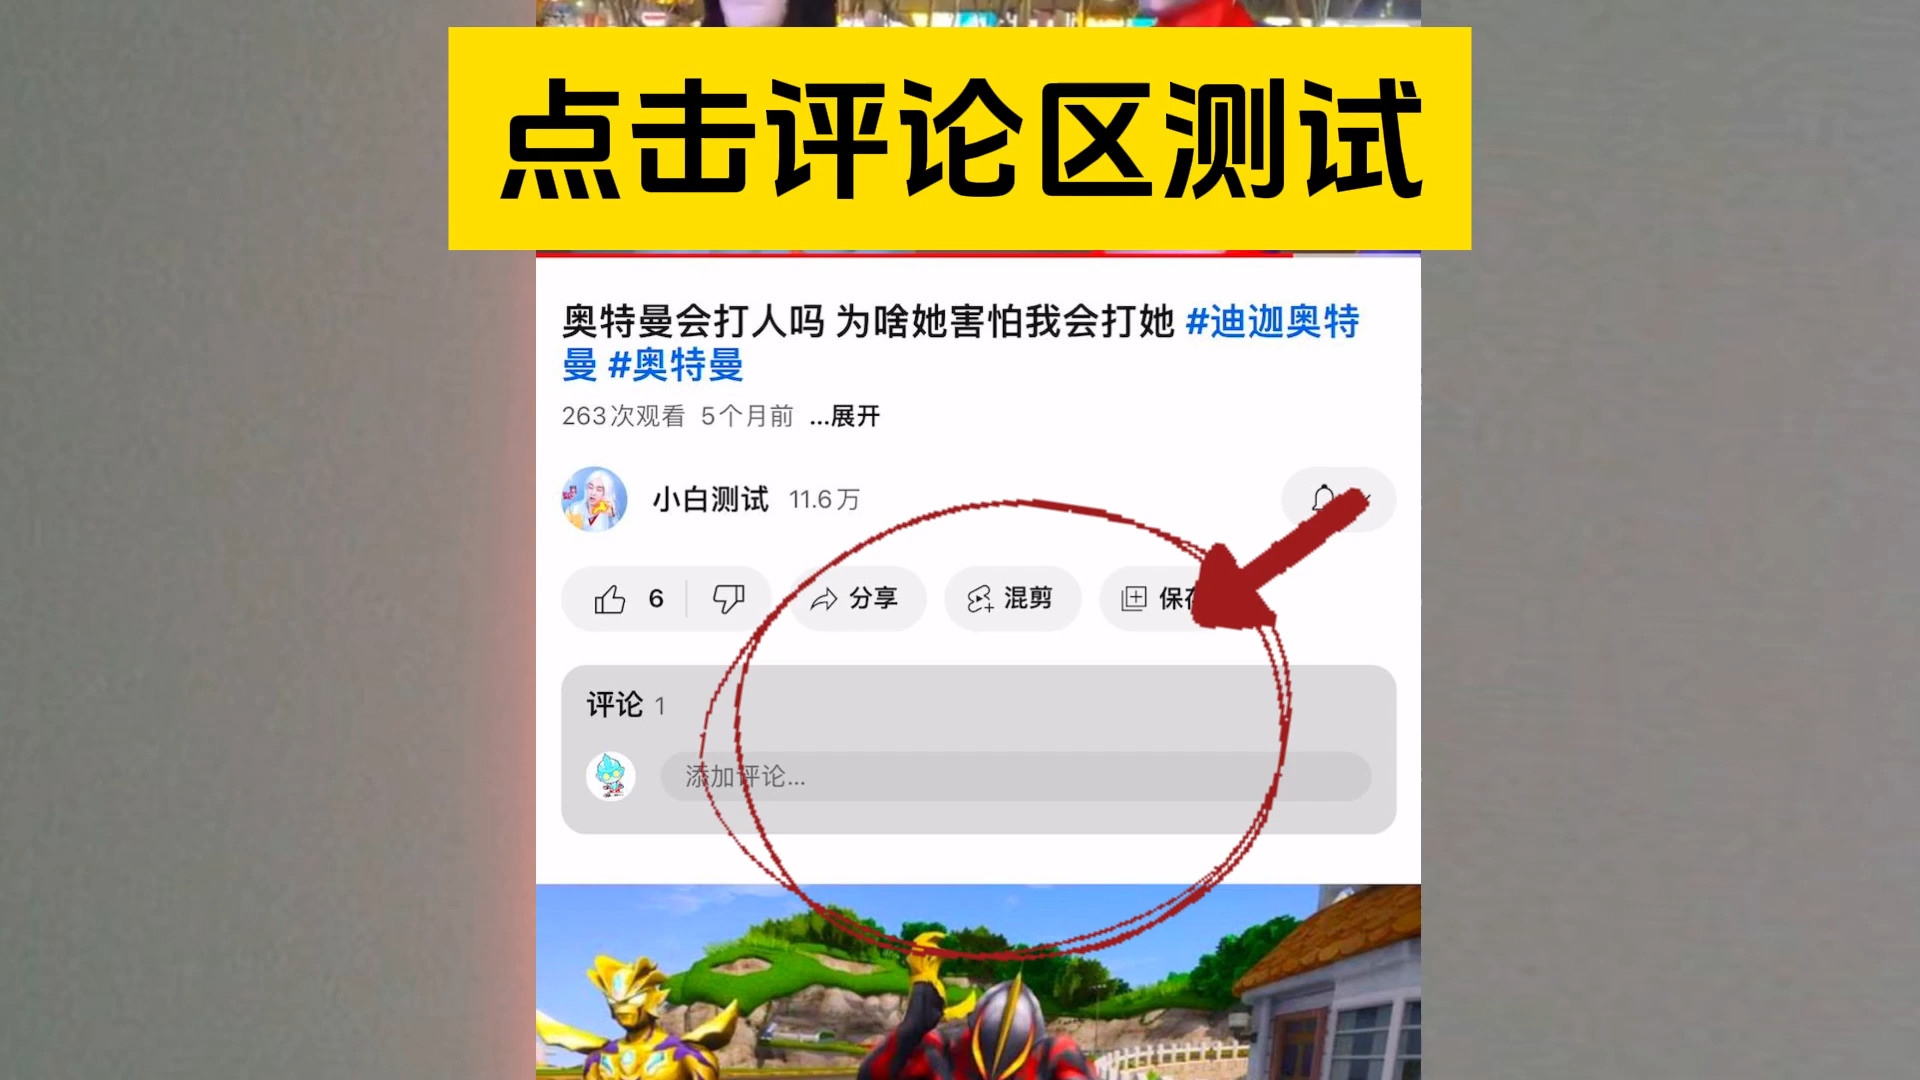 点击评论区测试
奥特曼会打人吗 为啥她害怕我会打她 #迪迦奥特
曼 #奥特曼
263次观看 5个月前 ...展开
小白测试 11.6万
6 分享 混剪
评论 1
添加评论...